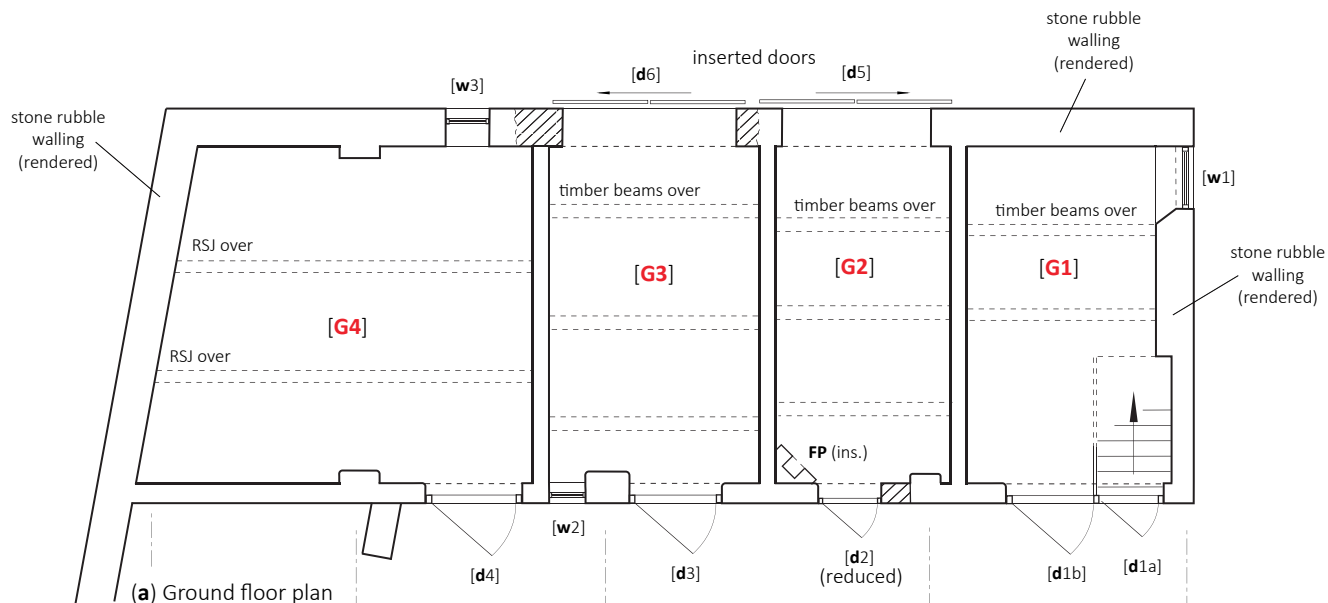 stone rubble
walling
(rendered)
inserted doors
[w3]
[d6]
[d5]
stone rubble
walling
(rendered)
[w1]
timber beams over
timber beams over
timber beams over
RSJ over
[G3]
[G2]
[G1]
stone rubble
walling
(rendered)
[G4]
RSJ over
FP (ins.)
[w2]
[d4]
[d3]
[d2]
(reduced)
[d1b]
[d1a]
(a) Ground floor plan